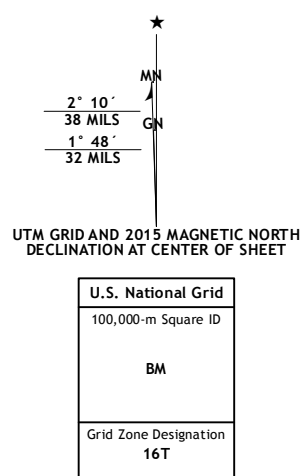 ★
MN
2° 10´
38 MILS
GN
1° 48´
32 MILS
UTM GRID AND 2015 MAGNETIC NORTH
DECLINATION AT CENTER OF SHEET
U.S. National Grid
100,000-m Square ID
BM
Grid Zone Designation
16T